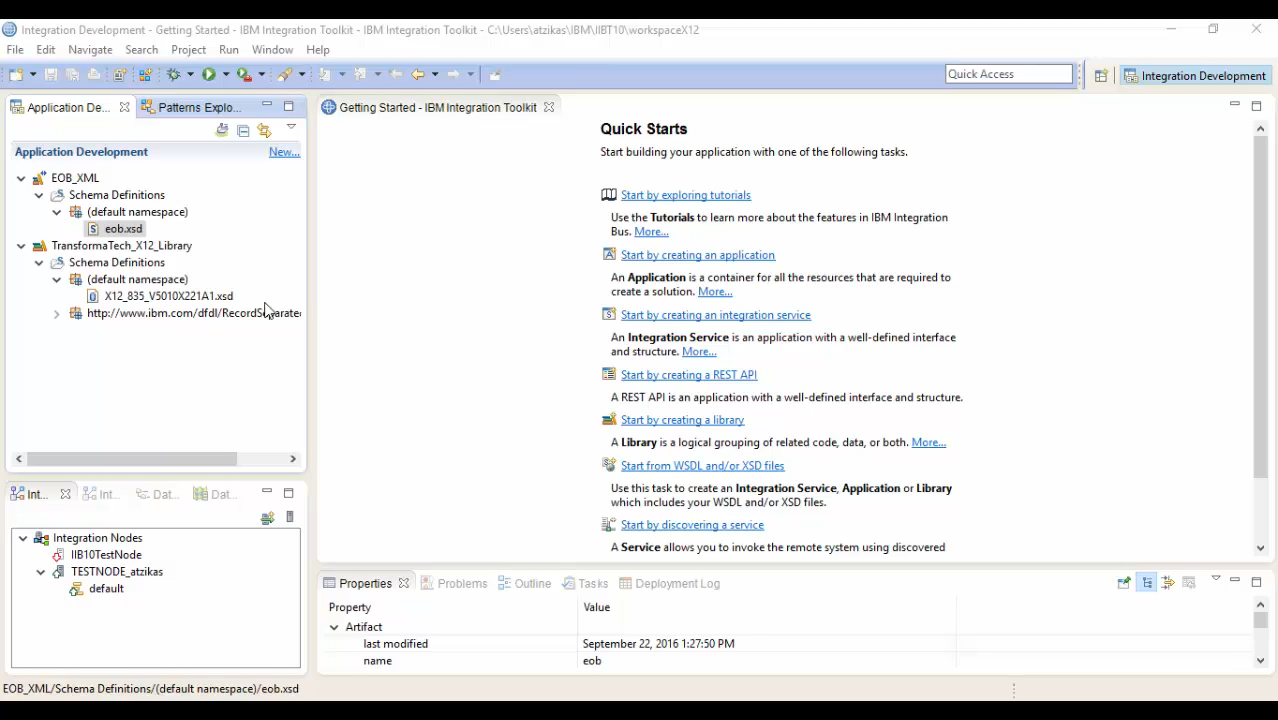 Integration Development - Getting Started - IBM Integration Toolkit - IBM Integration Toolkit - C:\Users\atzikas\IBM\IIBT10\workspaceX12
File Edit Navigate Search Project Run Window Help
Quick Access
Integration Development
Application De...
Patterns Explo...
Getting Started - IBM Integration Toolkit
Application Development
New...
EOB_XML
Schema Definitions
(default namespace)
eob.xsd
TransformaTech_X12_Library
Schema Definitions
(default namespace)
X12_835_V5010X221A1.xsd
http://www.ibm.com/dfdl/RecordSeparate
Quick Starts
Start building your application with one of the following tasks.
Start by exploring tutorials
Use the Tutorials to learn more about the features in IBM Integration
Bus. More...
Start by creating an application
An Application is a container for all the resources that are required to
create a solution. More...
Start by creating an integration service
An Integration Service is an application with a well-defined interface
and structure. More...
Start by creating a REST API
A REST API is an application with a well-defined interface and structure.
Start by creating a library
A Library is a logical grouping of related code, data, or both. More...
Start from WSDL and/or XSD files
Use this task to create an Integration Service, Application or Library
which includes your WSDL and/or XSD files.
Start by discovering a service
A Service allows you to invoke the remote system using discovered
Int...
Int...
Dat...
Dat...
Integration Nodes
IIB10TestNode
TESTNODE_atzikas
default
Properties
Problems
Outline
Tasks
Deployment Log
Property Value
Artifact
last modified September 22, 2016 1:27:50 PM
name eob
EOB_XML/Schema Definitions/(default namespace)/eob.xsd